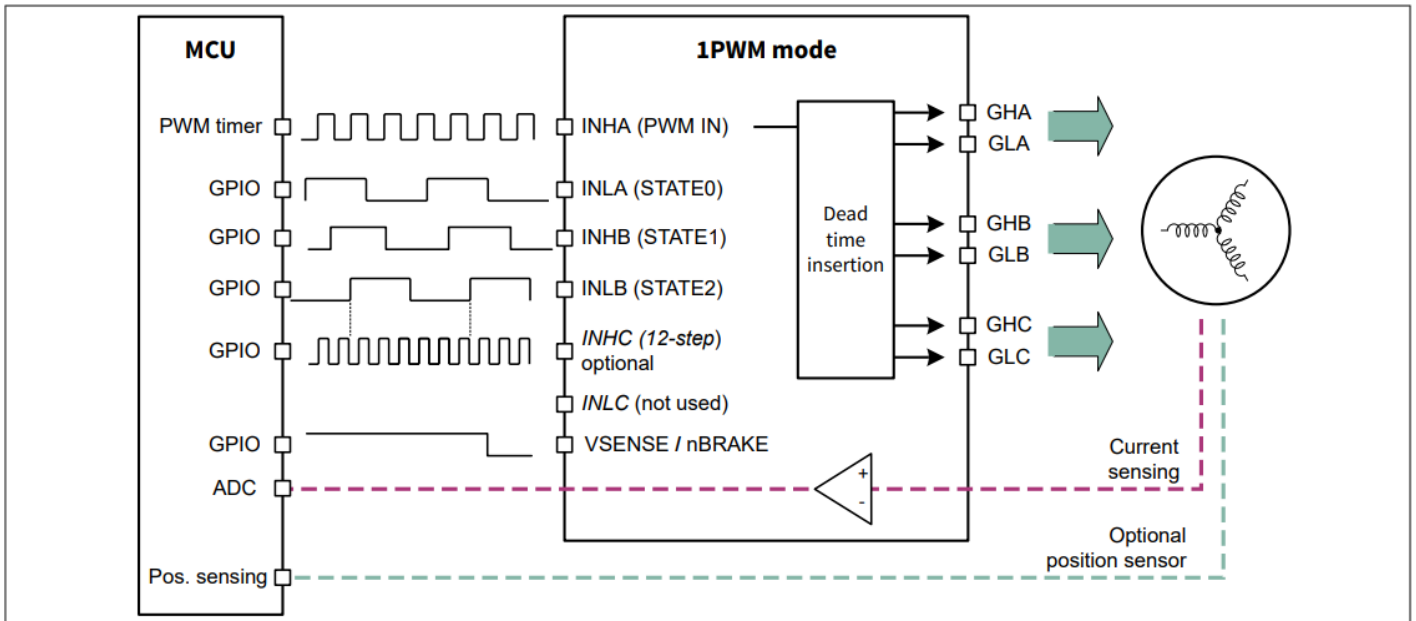 MCU
1PWM mode
PWM timer
INHA (PWM IN)
GHA
GLA
GPIO
INLA (STATE0)
GPIO
INHB (STATE1)
Dead
time
insertion
GHB
GLB
GPIO
INLB (STATE2)
GPIO
INHC (12-step)
optional
GHC
GLC
INLC (not used)
GPIO
VSENSE / nBRAKE
ADC
+
-
Current
sensing
Optional
position sensor
Pos. sensing